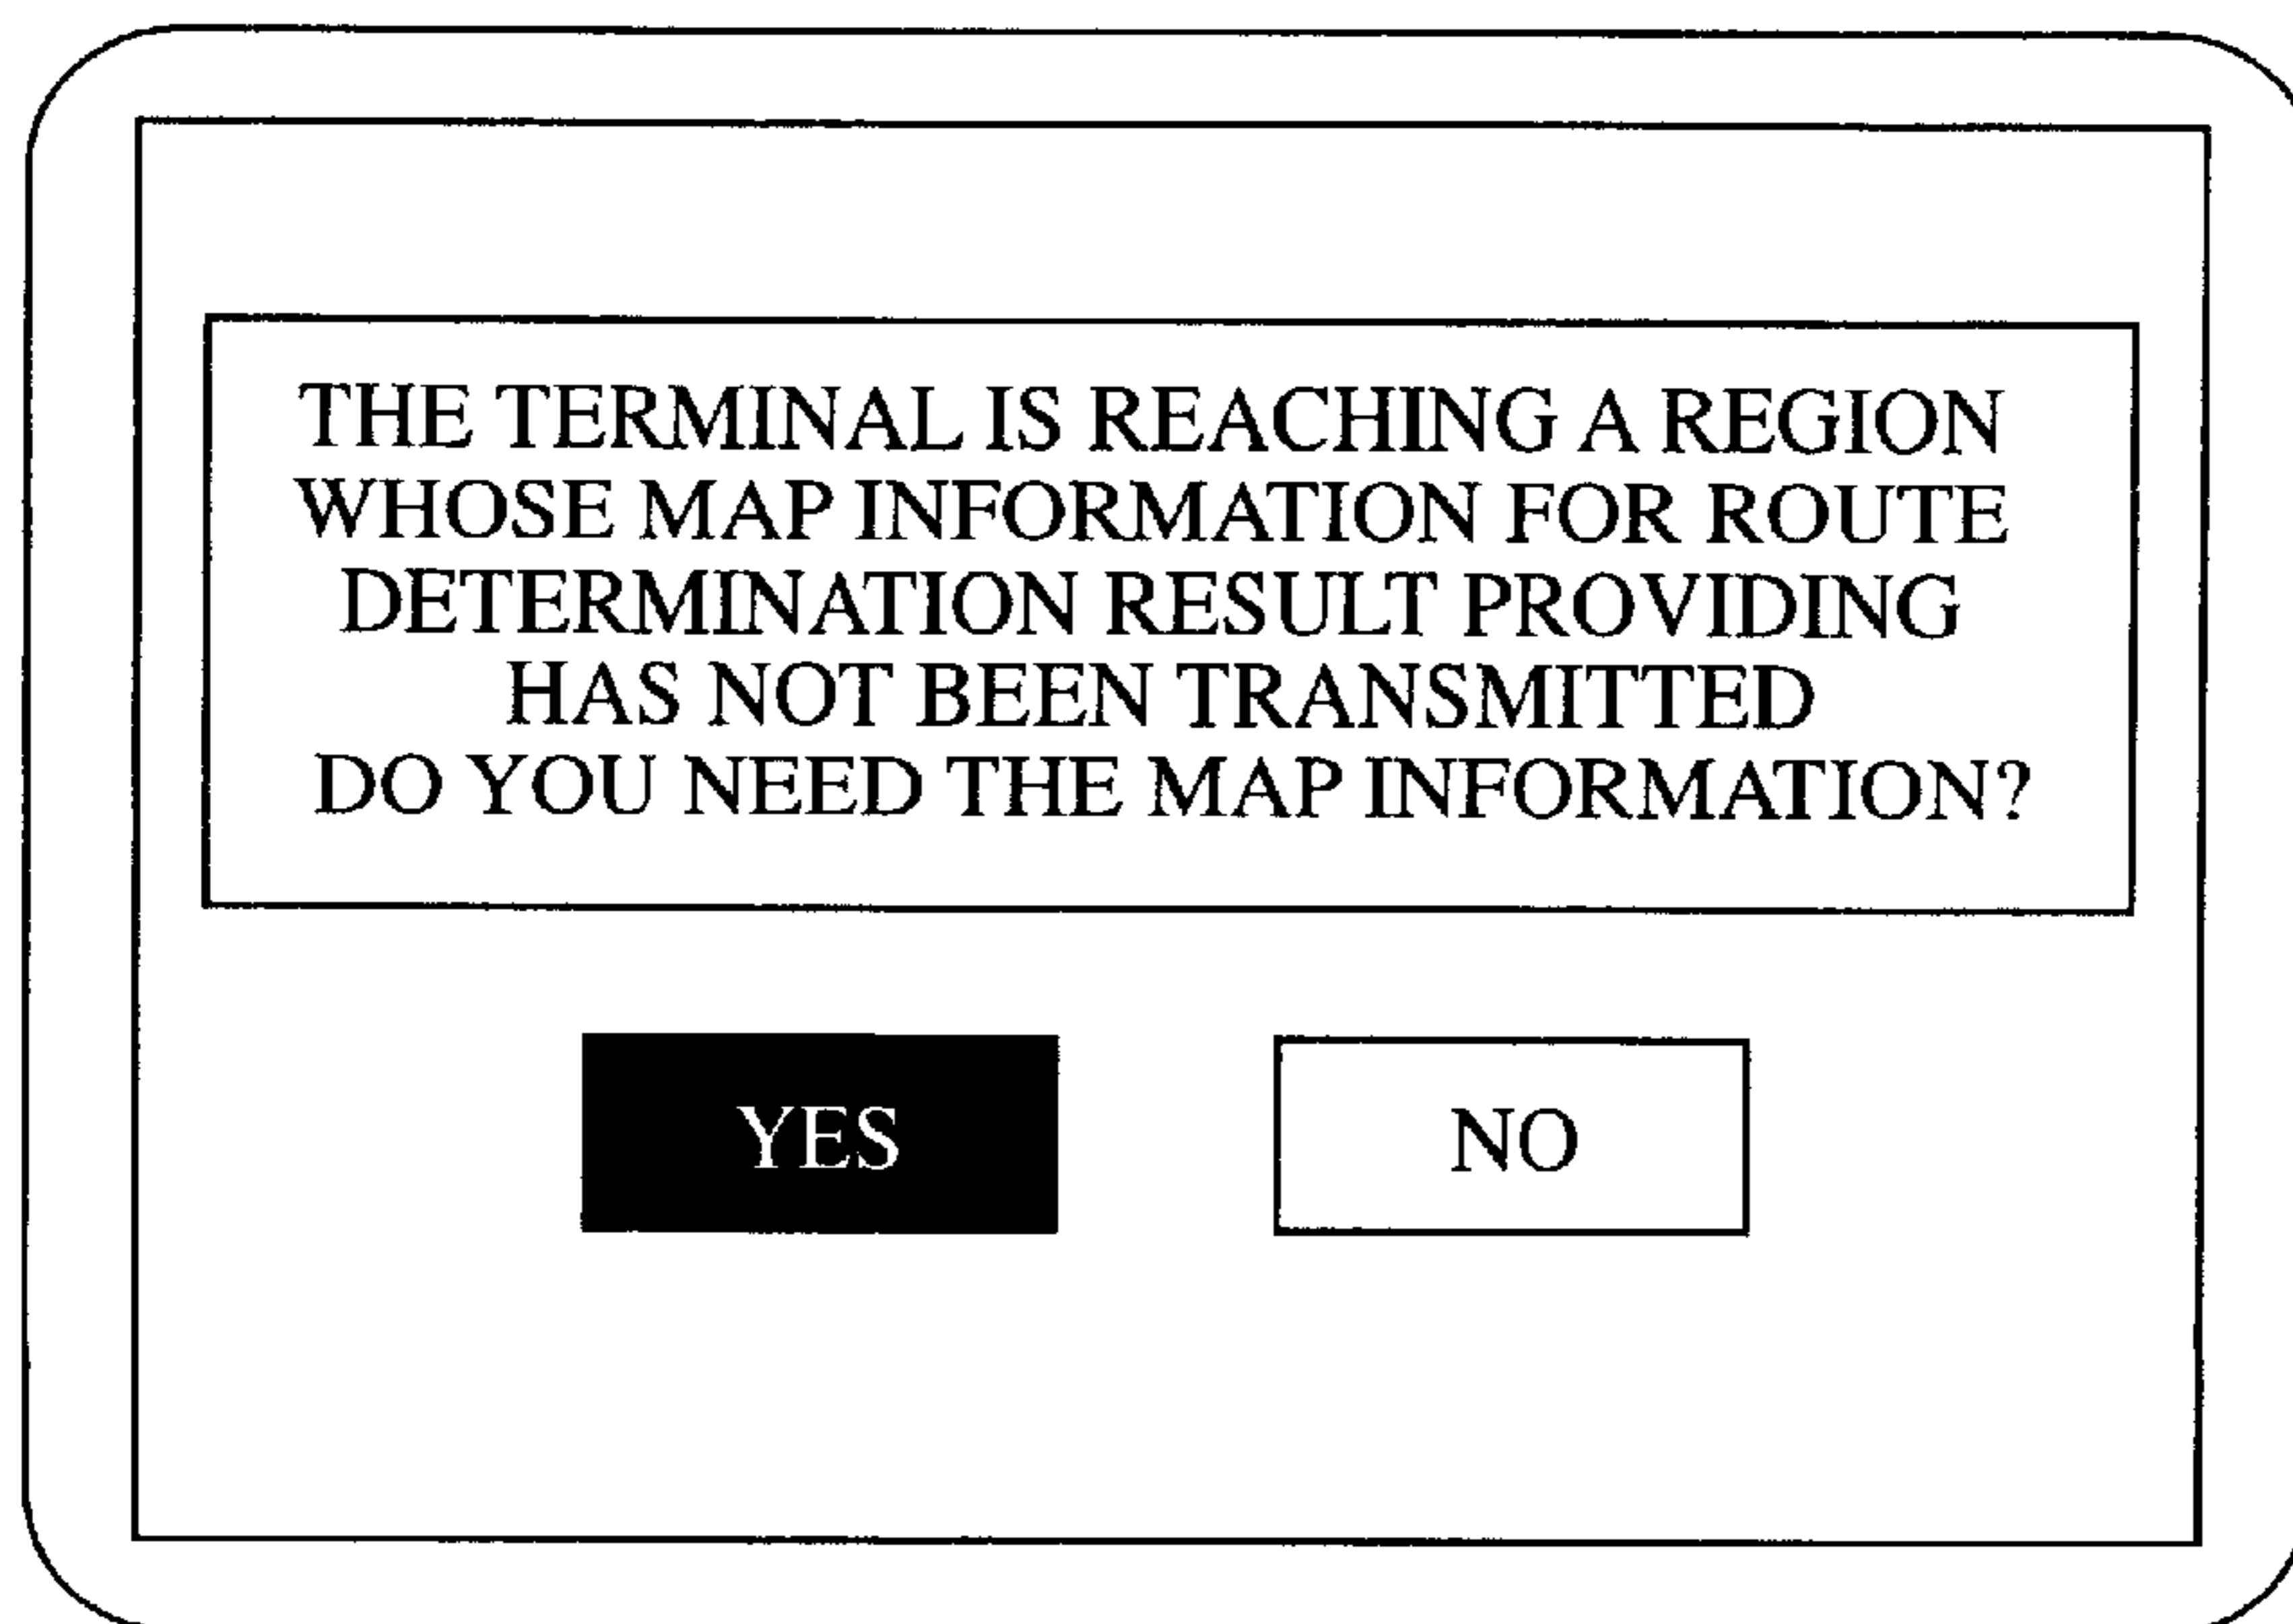 THE TERMINAL IS REACHING A REGION
WHOSE MAP INFORMATION FOR ROUTE
DETERMINATION RESULT PROVIDING
HAS NOT BEEN TRANSMITTED
DO YOU NEED THE MAP INFORMATION?
YES
NO